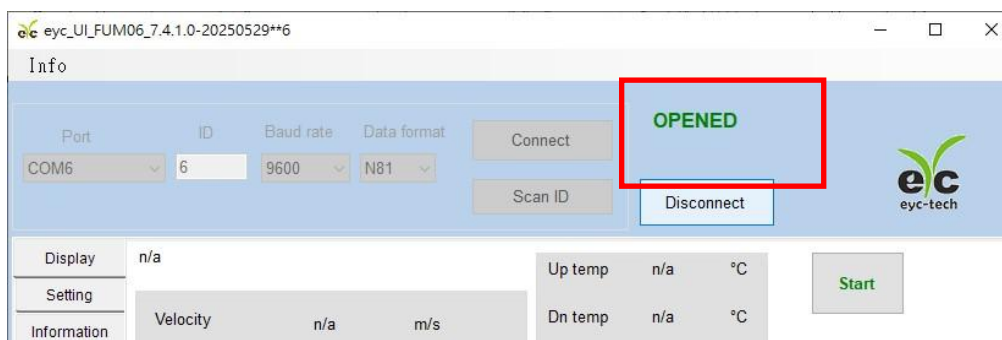 eyc_UI_FUM06_7.4.1.0-20250529**6
Info
OPENED
Port ID Baud rate Data format
Connect
COM6 6 9600 N81
Scan ID
Disconnect
eyc
eyc-tech
Display n/a
Up temp n/a °C
Start
Setting
Velocity n/a m/s
Dn temp n/a °C
Information